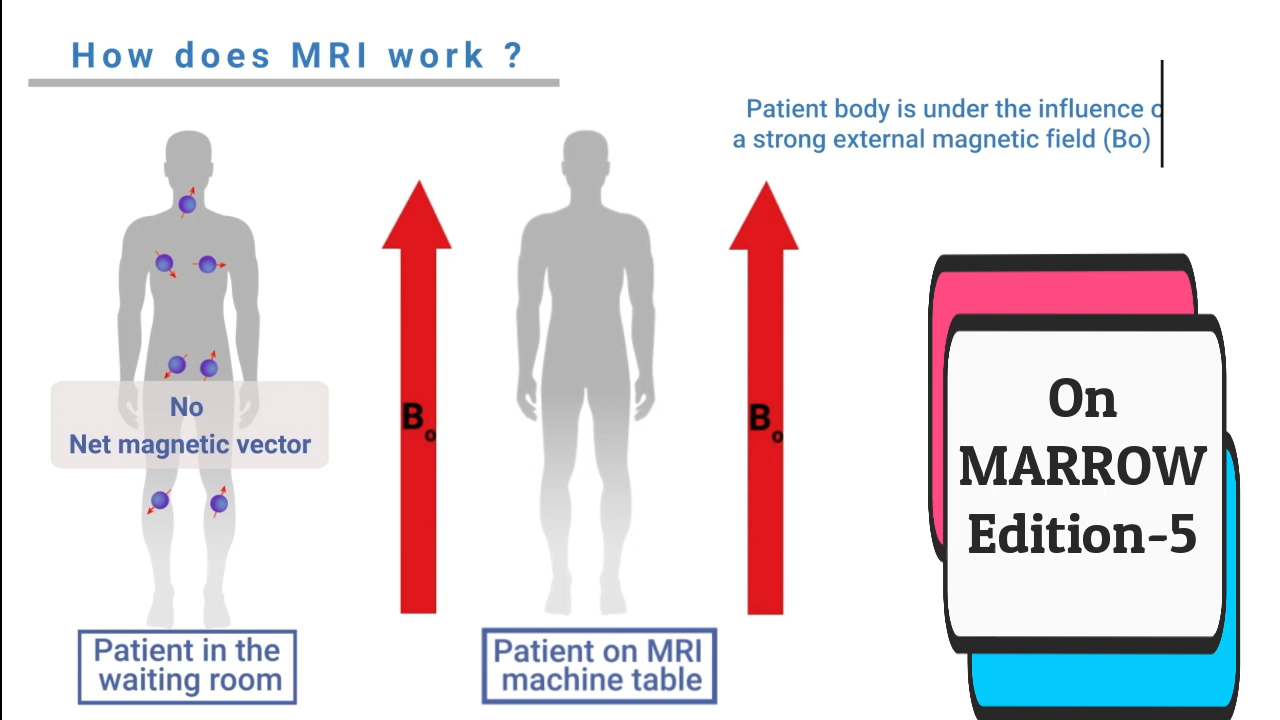 How does MRI work ?
Patient body is under the influence o
a strong external magnetic field (Bo)
No
Net magnetic vector
Bo
Bo
On
MARROW
Edition-5
Patient in the
waiting room
Patient on MRI
machine table